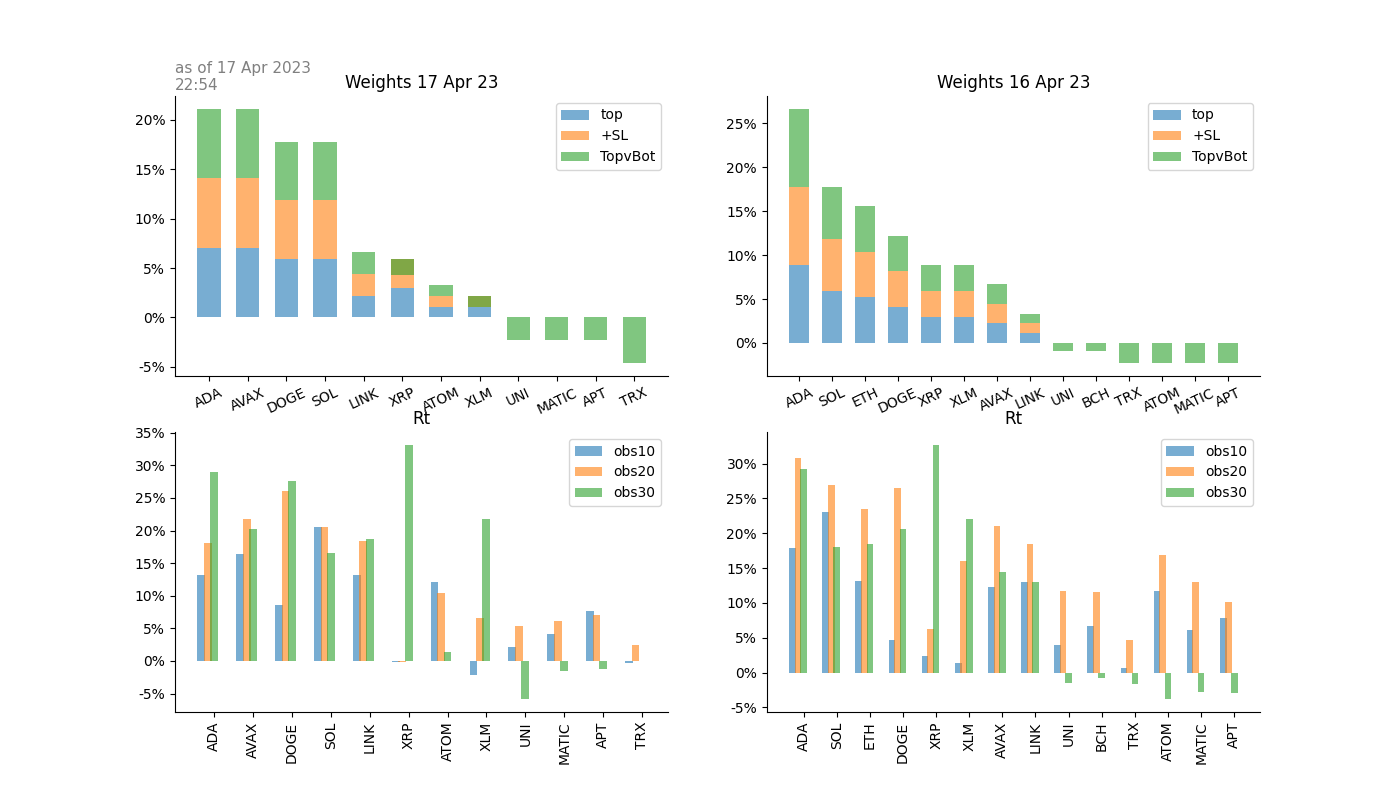 as of 17 Apr 2023
22:54
Weights 17 Apr 23
20%
15%
10%
5%
0%
-5%
top
+SL
TopvBot
ADA AVAX DOGE SOL LINK XRP ATOM XLM UNI MATIC APT TRX
Weights 16 Apr 23
25%
20%
15%
10%
5%
0%
top
+SL
TopvBot
ADA SOL ETH DOGE XRP XLM AVAX LINK UNI BCH TRX ATOM MATIC APT
Rt
35%
30%
25%
20%
15%
10%
5%
0%
-5%
obs10
obs20
obs30
ADA AVAX DOGE SOL LINK XRP ATOM XLM UNI MATIC APT TRX
Rt
30%
25%
20%
15%
10%
5%
0%
-5%
obs10
obs20
obs30
ADA SOL ETH DOGE XRP XLM AVAX LINK UNI BCH TRX ATOM MATIC APT